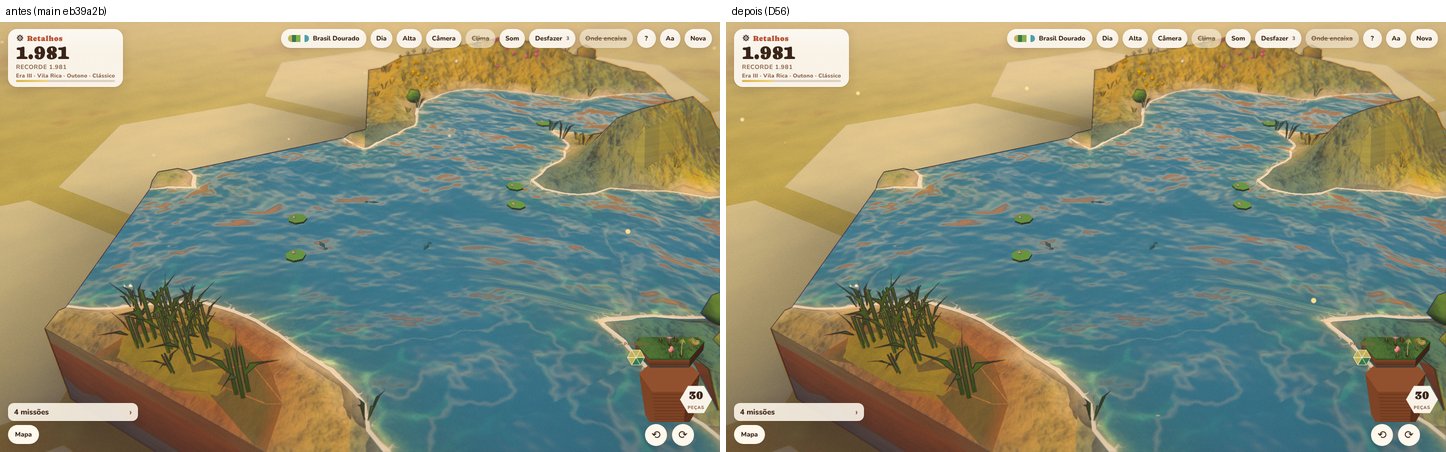 antes (main eb39a2b)
Retalhos
1.981
RECORDE 1.981
Era III · Vila Rica · Outono · Clássico
Brasil Dourado
Dia
Alta
Câmera
Clima
Som
Desfazer 3
Onde encaixa
?
Aa
Nova
4 missões ›
Mapa
30
PEÇAS
depois (D56)
Retalhos
1.981
RECORDE 1.981
Era III · Vila Rica · Outono · Clássico
Brasil Dourado
Dia
Alta
Câmera
Clima
Som
Desfazer 3
Onde encaixa
?
Aa
Nova
4 missões ›
Mapa
30
PEÇAS